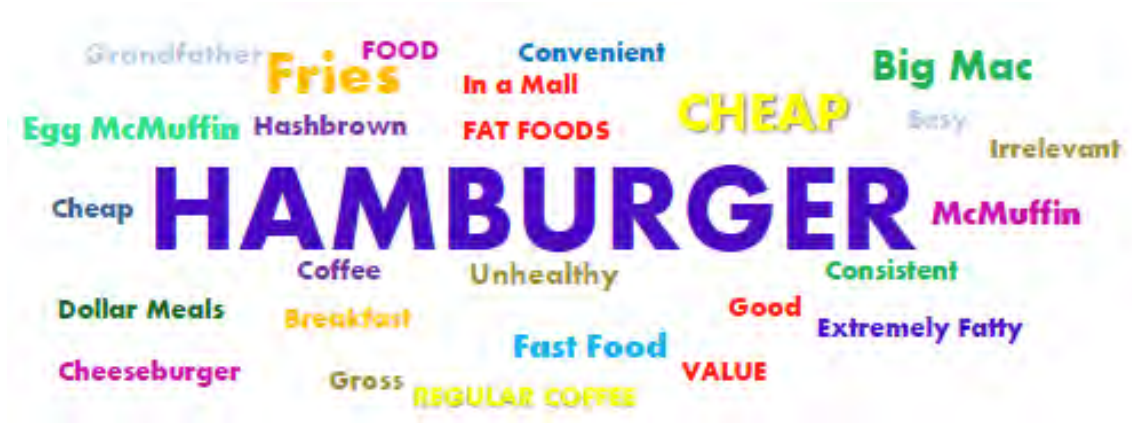 Grandfather
Fries
FOOD
Convenient
Big Mac
In a Mall
CHEAP
Egg McMuffin
Hashbrown
FAT FOODS
Easy
Irrelevant
Cheap
HAMBURGER
McMuffin
Coffee
Unhealthy
Consistent
Dollar Meals
Breakfast
Good
Extremely Fatty
Fast Food
Cheeseburger
Gross
VALUE
REGULAR COFFEE